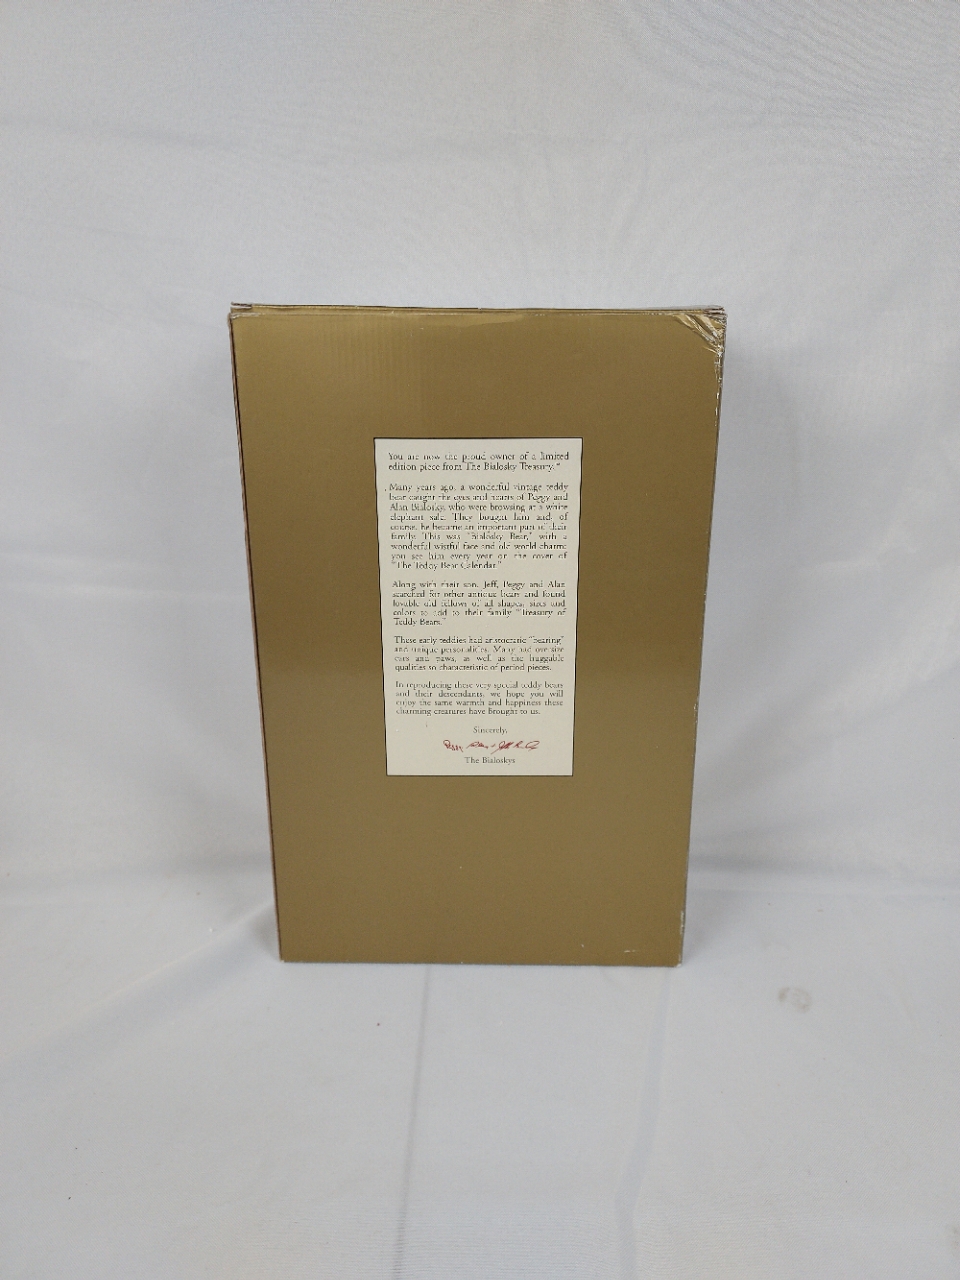 You are now the proud owner of a limited
edition piece from The Bialosky Treasury.™
Many years ago, a wonderful vintage teddy
bear caught the eyes and hearts of Peggy and
Alan Bialosky, who were browsing at a white
elephant sale. They bought him and, of
course, he became an important part of their
family. This was "Bialosky Bear," with a
wonderful wistful face and old world charm;
you see him every year on the cover of
"The Teddy Bear Calendar."
Along with their son, Jeff, Peggy and Alan
searched for other antique bears and found
lovable old fellows of all shapes, sizes and
colors to add to their family "Treasury of
Teddy Bears."
These early teddies had aristocratic "bearing"
and unique personalities. Many had oversize
ears and paws, as well as the huggable
qualities so characteristic of period pieces.
In reproducing these very special teddy bears
and their descendants, we hope you will
enjoy the same warmth and happiness these
charming creatures have brought to us.
Sincerely,
The Bialoskys